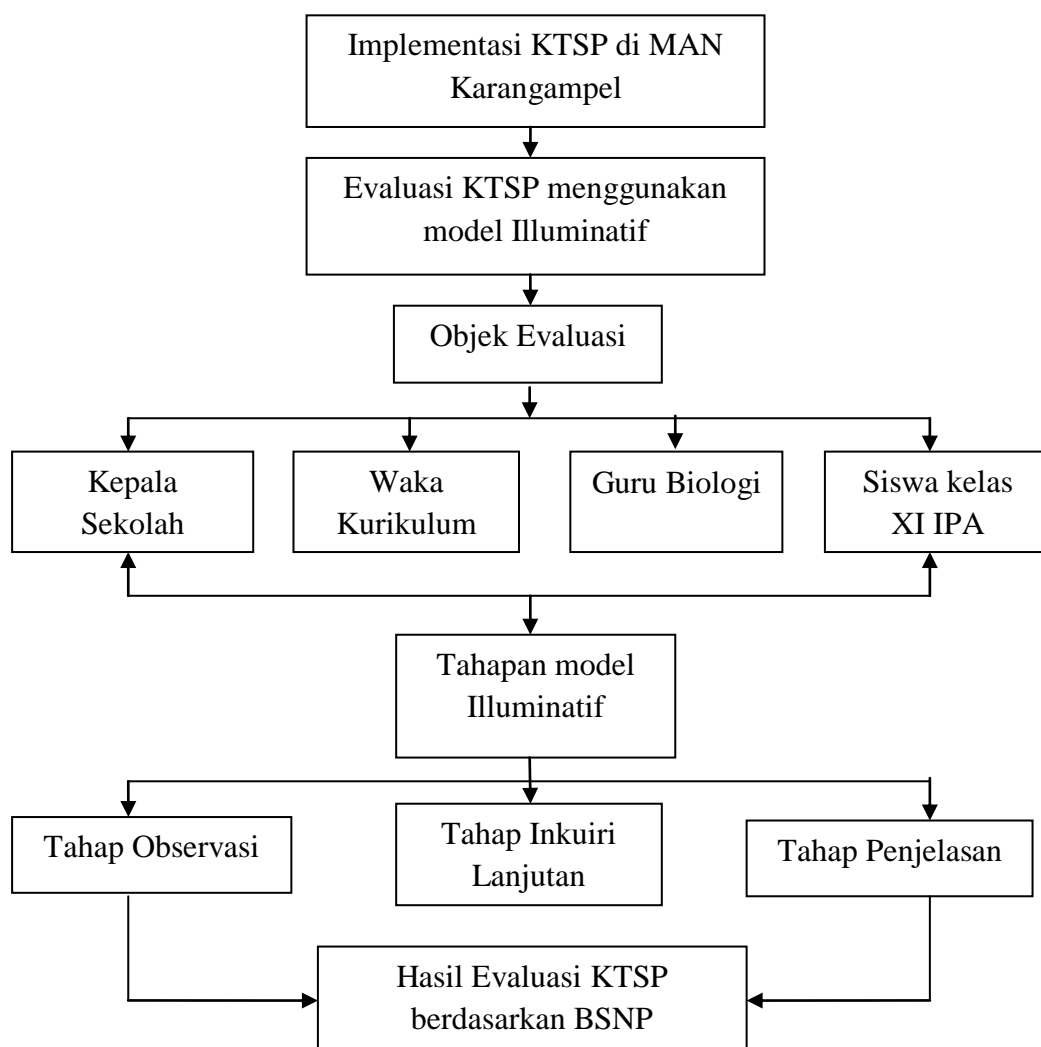 Implementasi KTSP di MAN
Karangampel
Evaluasi KTSP menggunakan
model Illuminatif
Objek Evaluasi
Kepala
Sekolah
Waka
Kurikulum
Guru Biologi
Siswa kelas
XI IPA
Tahapan model
Illuminatif
Tahap Observasi
Tahap Inkuiri
Lanjutan
Tahap Penjelasan
Hasil Evaluasi KTSP
berdasarkan BSNP